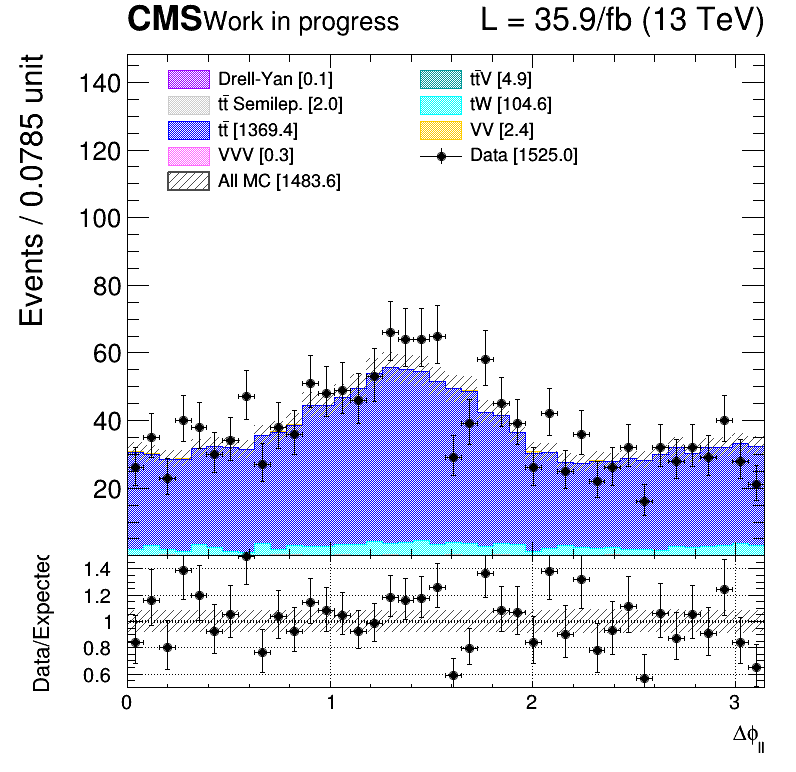 CMS Work in progress L = 35.9/fb (13 TeV)
Events / 0.0785 unit
140
120
100
80
60
40
20
Drell-Yan [0.1]
tt̄ Semilep. [2.0]
tt̄ [1369.4]
VVV [0.3]
All MC [1483.6]
tt̄V [4.9]
tW [104.6]
VV [2.4]
Data [1525.0]
Data/Expected
1.4
1.2
1
0.8
0.6
0 1 2 3
Δϕ_ll